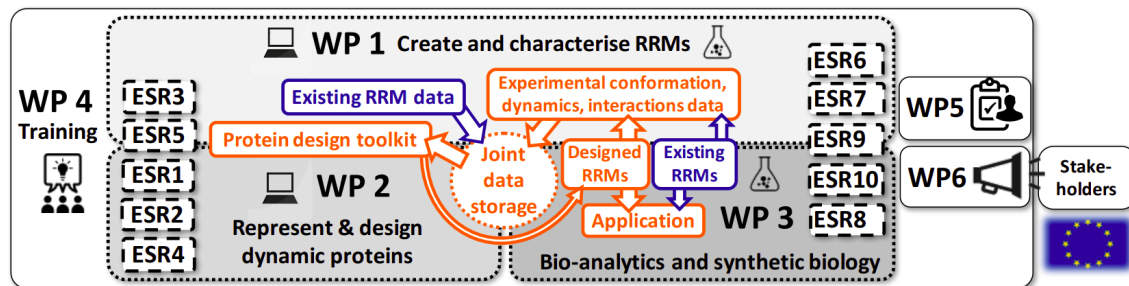 WP 1 Create and characterise RRMs
WP 4
Training
ESR3
ESR5
ESR1
ESR2
ESR4
Existing RRM data
Experimental conformation,
dynamics, interactions data
Protein design toolkit
Joint
data
storage
Designed
RRMs
Existing
RRMs
Application
WP 2
Represent & design
dynamic proteins
WP 3
Bio-analytics and synthetic biology
ESR6
ESR7
ESR9
ESR10
ESR8
WP5
WP6
Stake-
holders